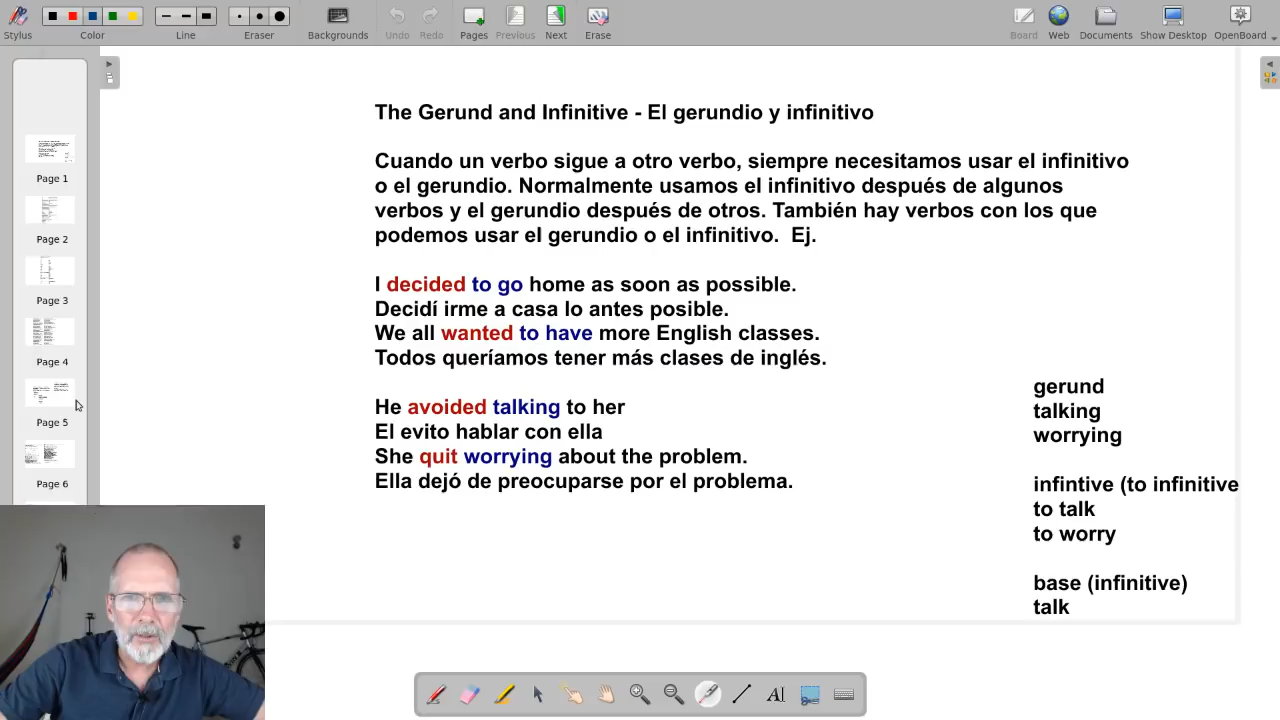 Stylus
Color
Line
Eraser
Backgrounds
Undo
Redo
Pages
Previous
Next
Erase
Board
Web
Documents
Show Desktop
OpenBoard
Page 1
Page 2
Page 3
Page 4
Page 5
Page 6
The Gerund and Infinitive - El gerundio y infinitivo
Cuando un verbo sigue a otro verbo, siempre necesitamos usar el infinitivo
o el gerundio. Normalmente usamos el infinitivo después de algunos
verbos y el gerundio después de otros. También hay verbos con los que
podemos usar el gerundio o el infinitivo.  Ej.
I decided to go home as soon as possible.
Decidí irme a casa lo antes posible.
We all wanted to have more English classes.
Todos queríamos tener más clases de inglés.
He avoided talking to her
El evito hablar con ella
She quit worrying about the problem.
Ella dejó de preocuparse por el problema.
gerund
talking
worrying
infintive (to infinitive
to talk
to worry
base (infinitive)
talk
AI